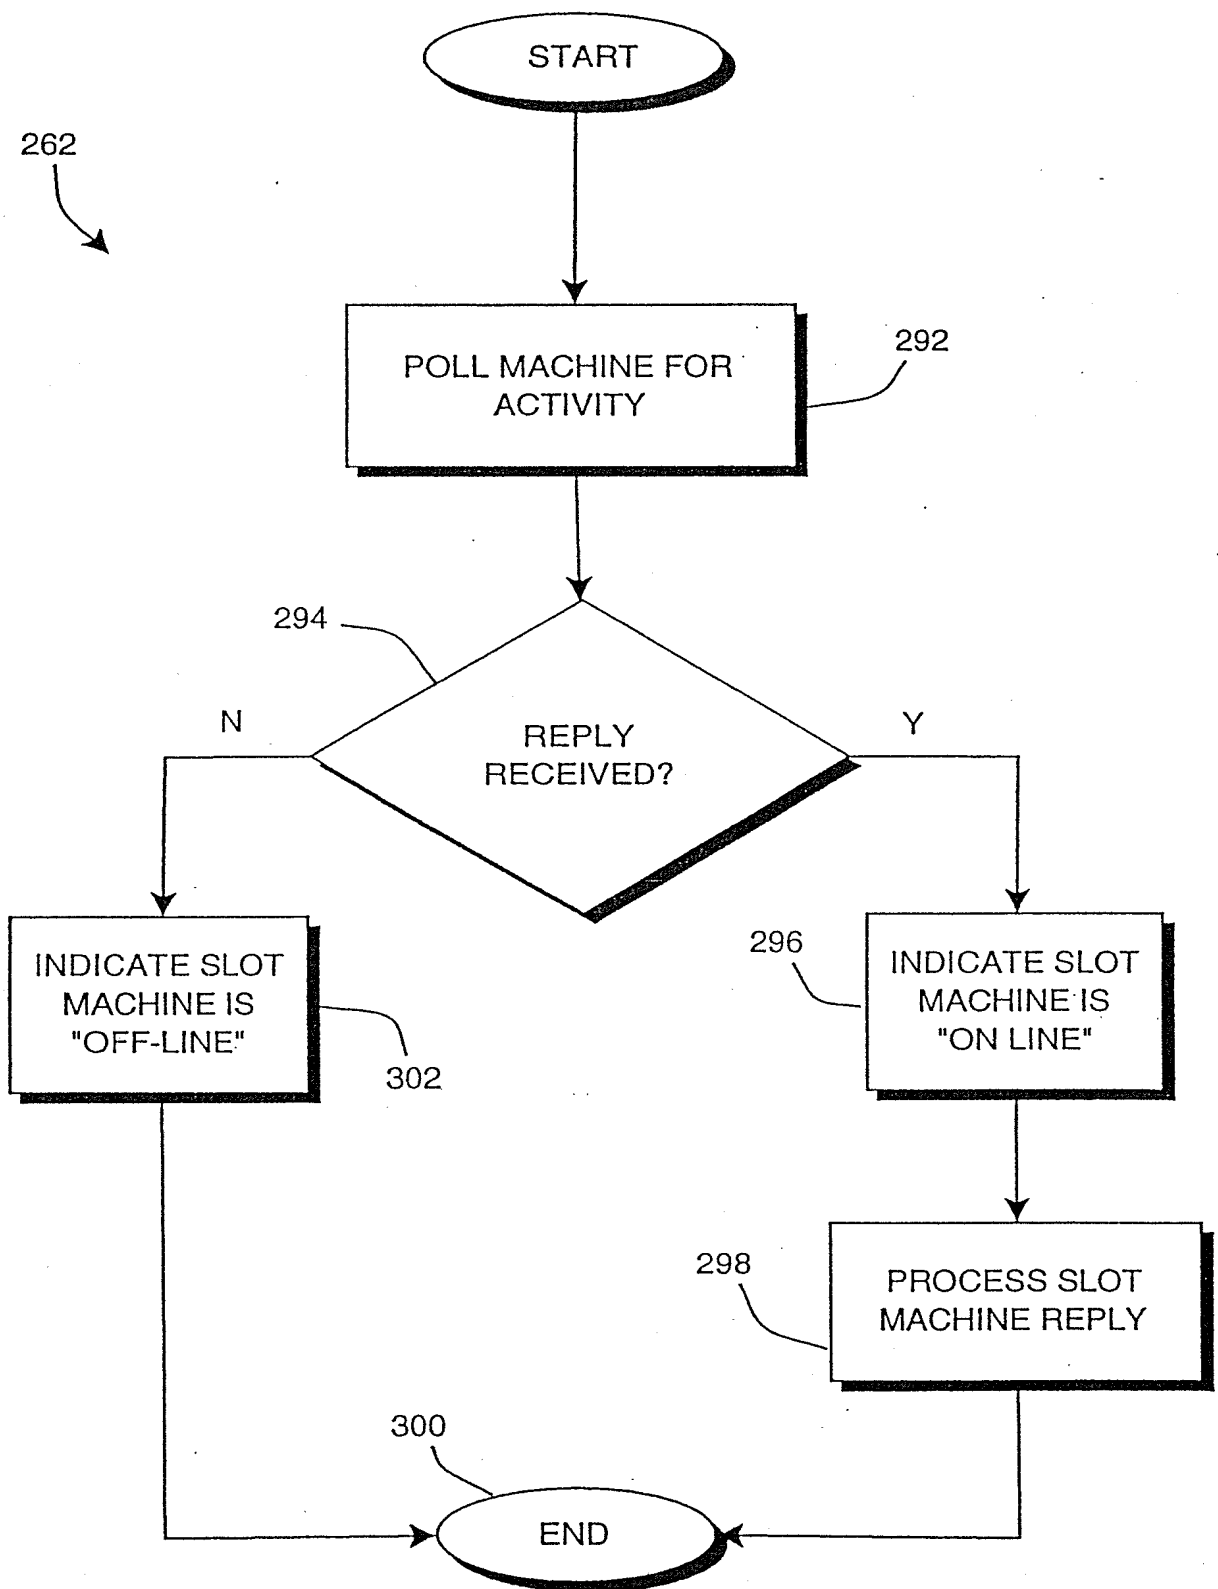 START
262
POLL MACHINE FOR
ACTIVITY
292
294
N
REPLY
RECEIVED?
Y
INDICATE SLOT
MACHINE IS
"OFF-LINE"
302
296
INDICATE SLOT
MACHINE IS
"ON LINE"
298
PROCESS SLOT
MACHINE REPLY
300
END